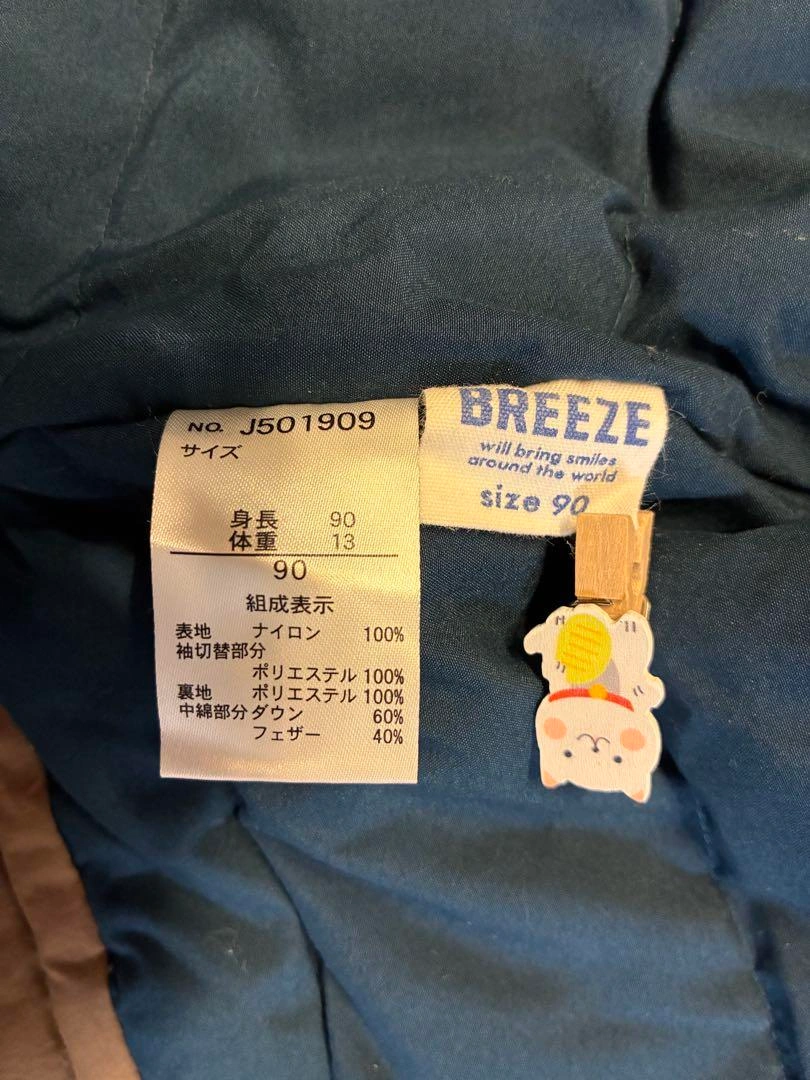 NO. J501909
サイズ
身長 90
体重 13
90
組成表示
表地 ナイロン 100%
袖切替部分
ポリエステル 100%
裏地 ポリエステル 100%
中綿部分 ダウン 60%
フェザー 40%
BREEZE
will bring smiles
around the world
size 90